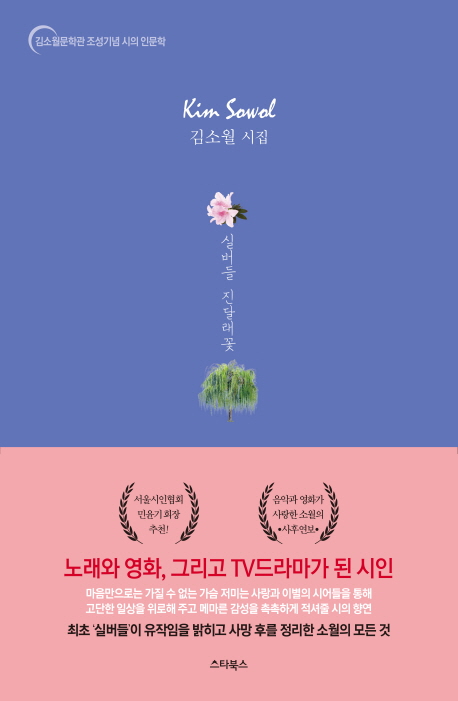 김소월문학관 조성기념 시의 인문학
Kim Sowol
김소월 시집
실버들 진달래꽃
서울시인협회
민윤기 회장
추천!
음악과 영화가
사랑한 소월의
•사후연보•
노래와 영화, 그리고 TV드라마가 된 시인
마음만으로는 가질 수 없는 가슴 저미는 사랑과 이별의 시어들을 통해
고단한 일상을 위로해 주고 메마른 감성을 촉촉하게 적셔줄 시의 향연
최초 ‘실버들’이 유작임을 밝히고 사망 후를 정리한 소월의 모든 것
스타북스